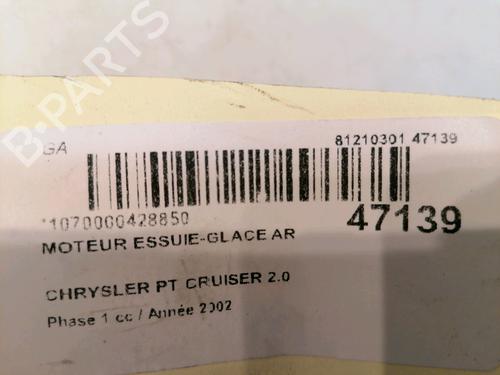 B-PARTS
GA
81210301 47139
*1070000428850
47139
MOTEUR ESSUIE-GLACE AR
CHRYSLER PT CRUISER 2.0
Phase 1 cc / Année 2002